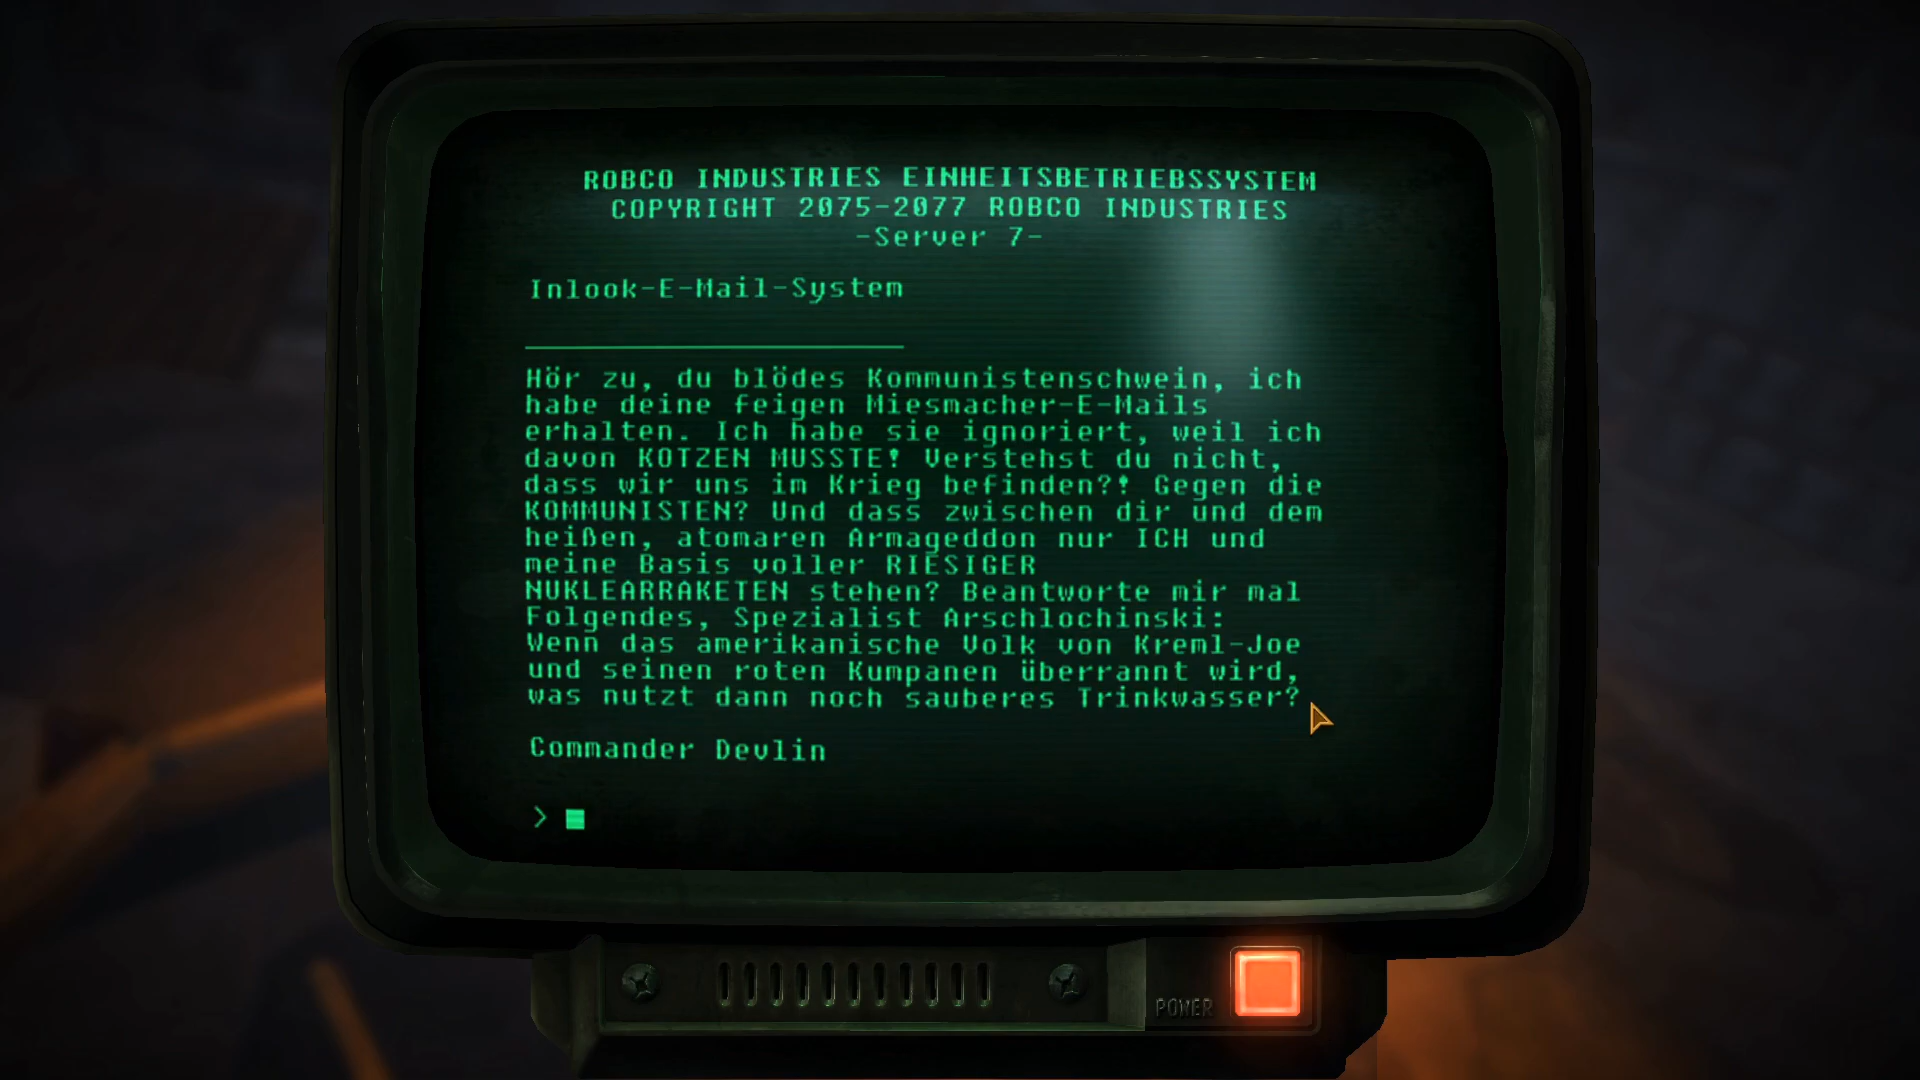 ROBCO INDUSTRIES EINHEITSBETRIEBSSYSTEM
COPYRIGHT 2075-2077 ROBCO INDUSTRIES
-Server 7-
Inlook-E-Mail-System
Hör zu, du blödes Kommunistenschwein, ich
habe deine feigen Miesmacher-E-Mails
erhalten. Ich habe sie ignoriert, weil ich
davon KOTZEN MUSSTE! Verstehst du nicht,
dass wir uns im Krieg befinden?! Gegen die
KOMMUNISTEN? Und dass zwischen dir und dem
heißen, atomaren Armageddon nur ICH und
meine Basis voller RIESIGER
NUKLEARRAKETEN stehen? Beantworte mir mal
Folgendes, Spezialist Arschlochinski:
Wenn das amerikanische Volk von Kreml-Joe
und seinen roten Kumpanen überrannt wird,
was nutzt dann noch sauberes Trinkwasser?
Commander Devlin
>
POWER